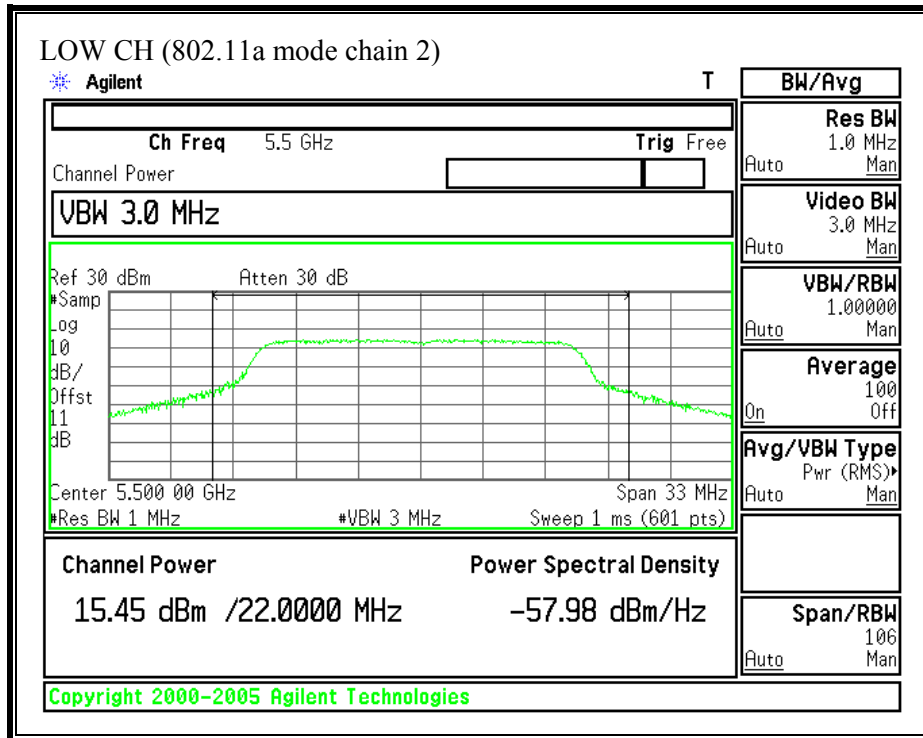 LOW CH (802.11a mode chain 2)
Agilent T
Ch Freq 5.5 GHz Trig Free
Channel Power
VBW 3.0 MHz
Ref 30 dBm Atten 30 dB
#Samp
Log
10
dB/
Offst
11
dB
Center 5.500 00 GHz Span 33 MHz
#Res BW 1 MHz #VBW 3 MHz Sweep 1 ms (601 pts)
Channel Power Power Spectral Density
15.45 dBm /22.0000 MHz -57.98 dBm/Hz
Copyright 2000-2005 Agilent Technologies
BW/Avg
Res BW
1.0 MHz
Auto Man
Video BW
3.0 MHz
Auto Man
VBW/RBW
1.00000
Auto Man
Average
100
On Off
Avg/VBW Type
Pwr (RMS)
Auto Man
Span/RBW
106
Auto Man